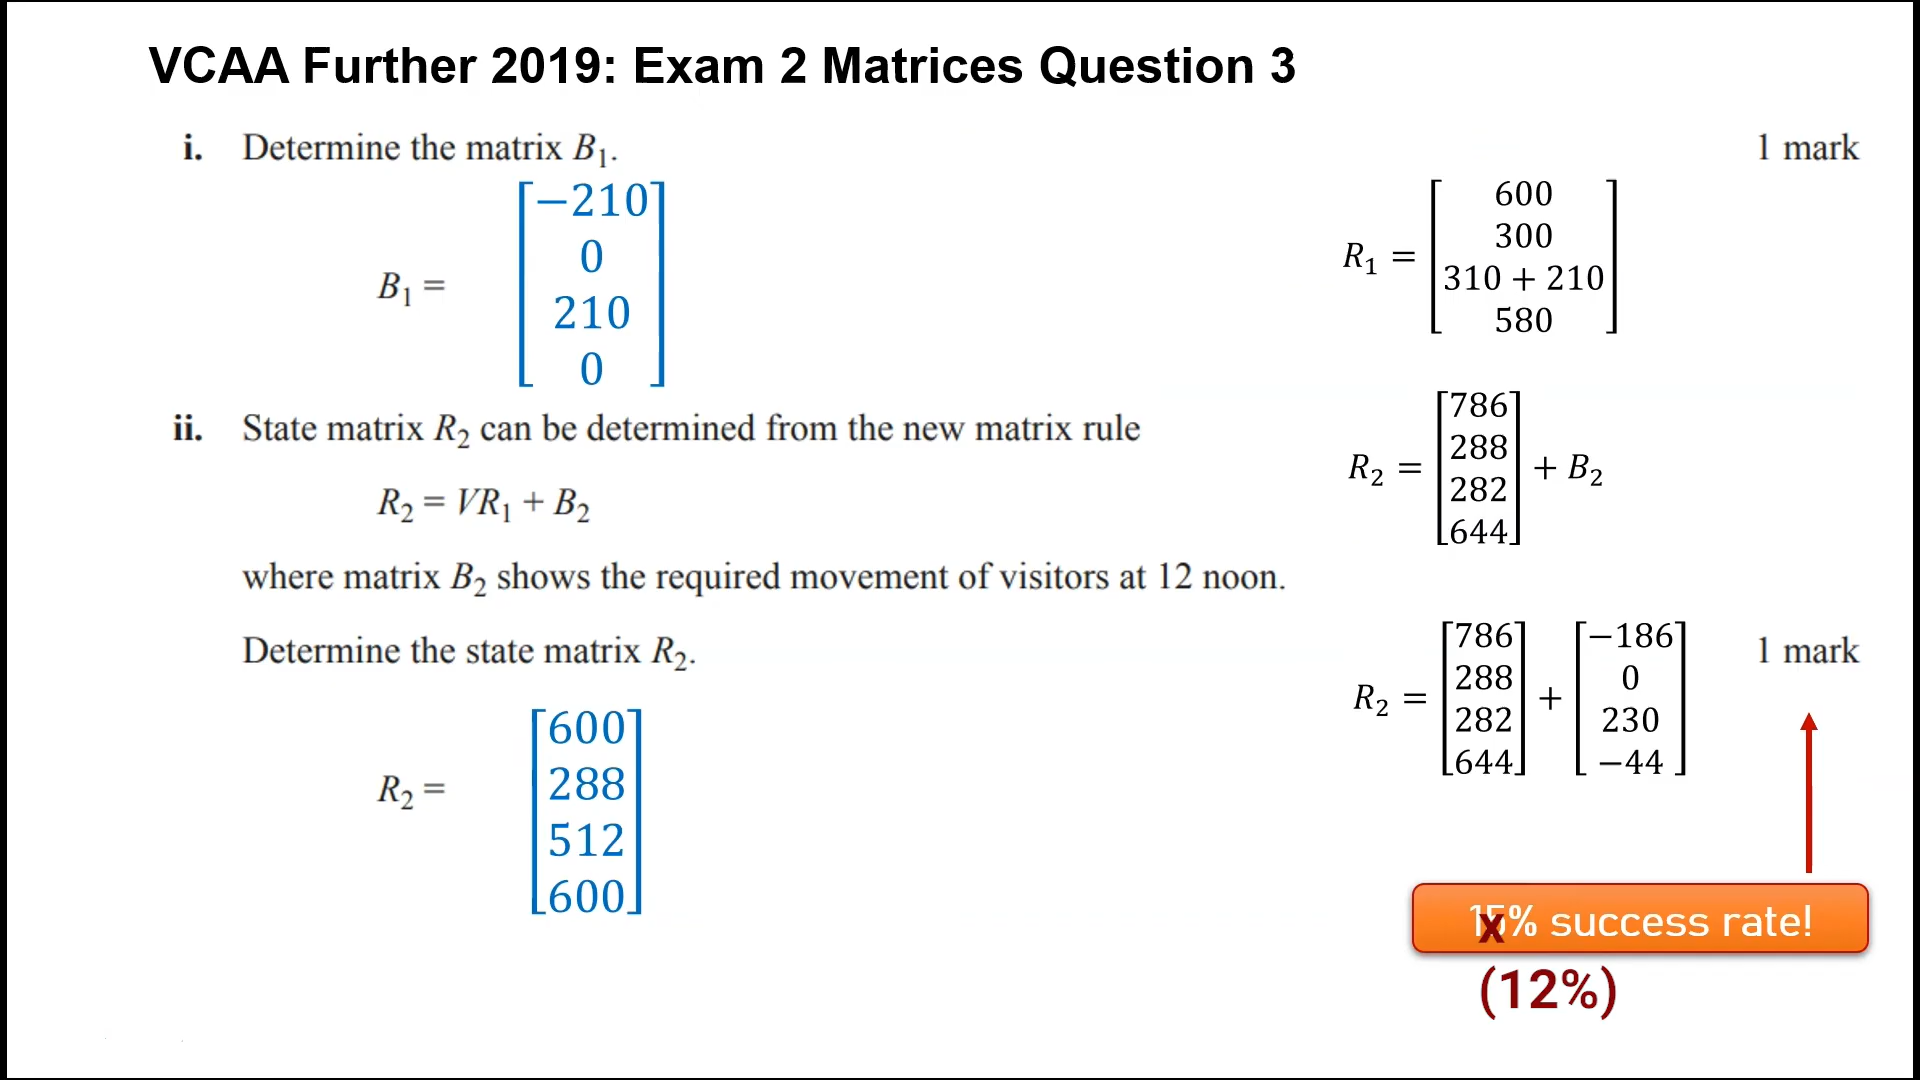 VCAA Further 2019: Exam 2 Matrices Question 3
i. Determine the matrix B₁. 1 mark
B₁ = [−210
0
210
0]
R₁ = [600
300
310 + 210
580]
ii. State matrix R₂ can be determined from the new matrix rule
R₂ = VR₁ + B₂
where matrix B₂ shows the required movement of visitors at 12 noon.
Determine the state matrix R₂. 1 mark
R₂ = [600
288
512
600]
R₂ = [786
288
282
644] + B₂
R₂ = [786
288
282
644] + [−186
0
230
−44]
15% success rate!
x
(12%)